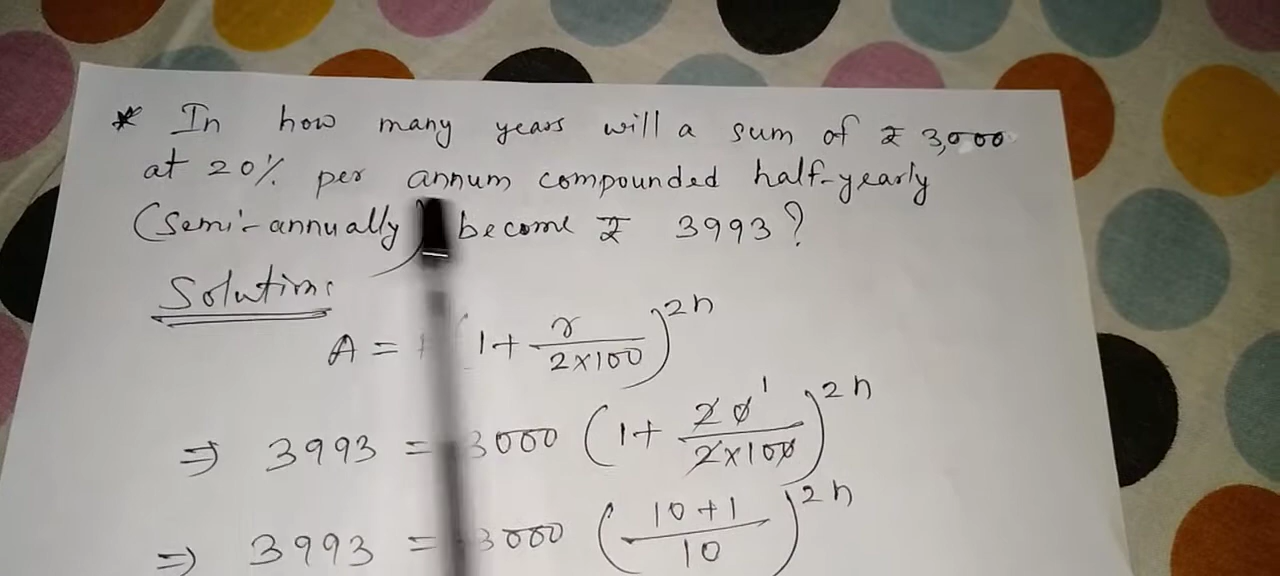 * In how many years will a sum of ₹ 3,000
at 20% per annum compounded half-yearly
(semi-annually) become ₹ 3993?
Solution:
A = (1+ r/2×100)^2n
⇒ 3993 = 3000 (1+ 20^1/2×100)^2n
⇒ 3993 = 3000 (10+1/10)^2n